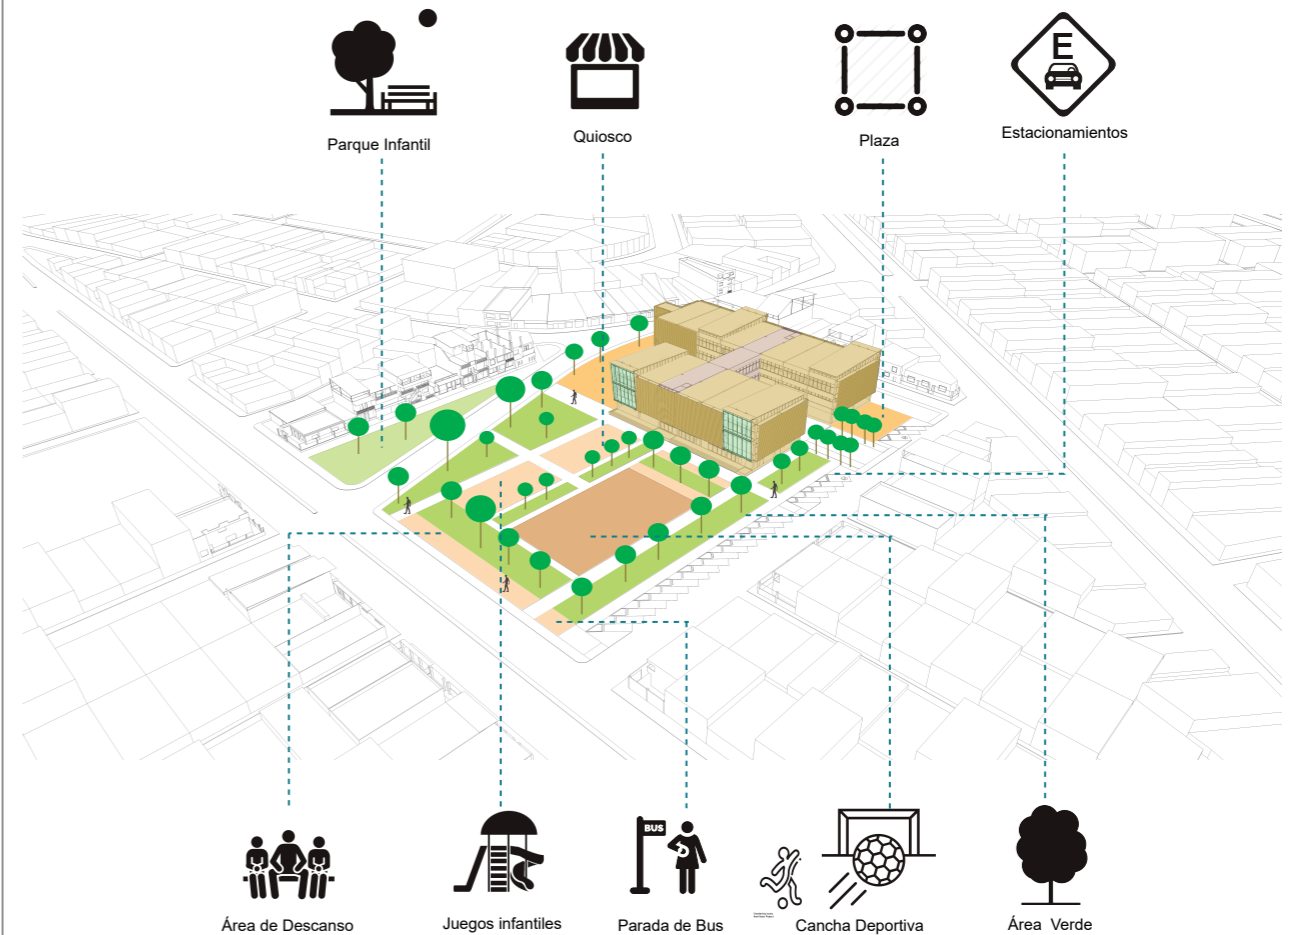 E
Parque Infantil
Quiosco
Plaza
Estacionamientos
BUS
Área de Descanso
Juegos infantiles
Parada de Bus
Cancha Deportiva
Área Verde